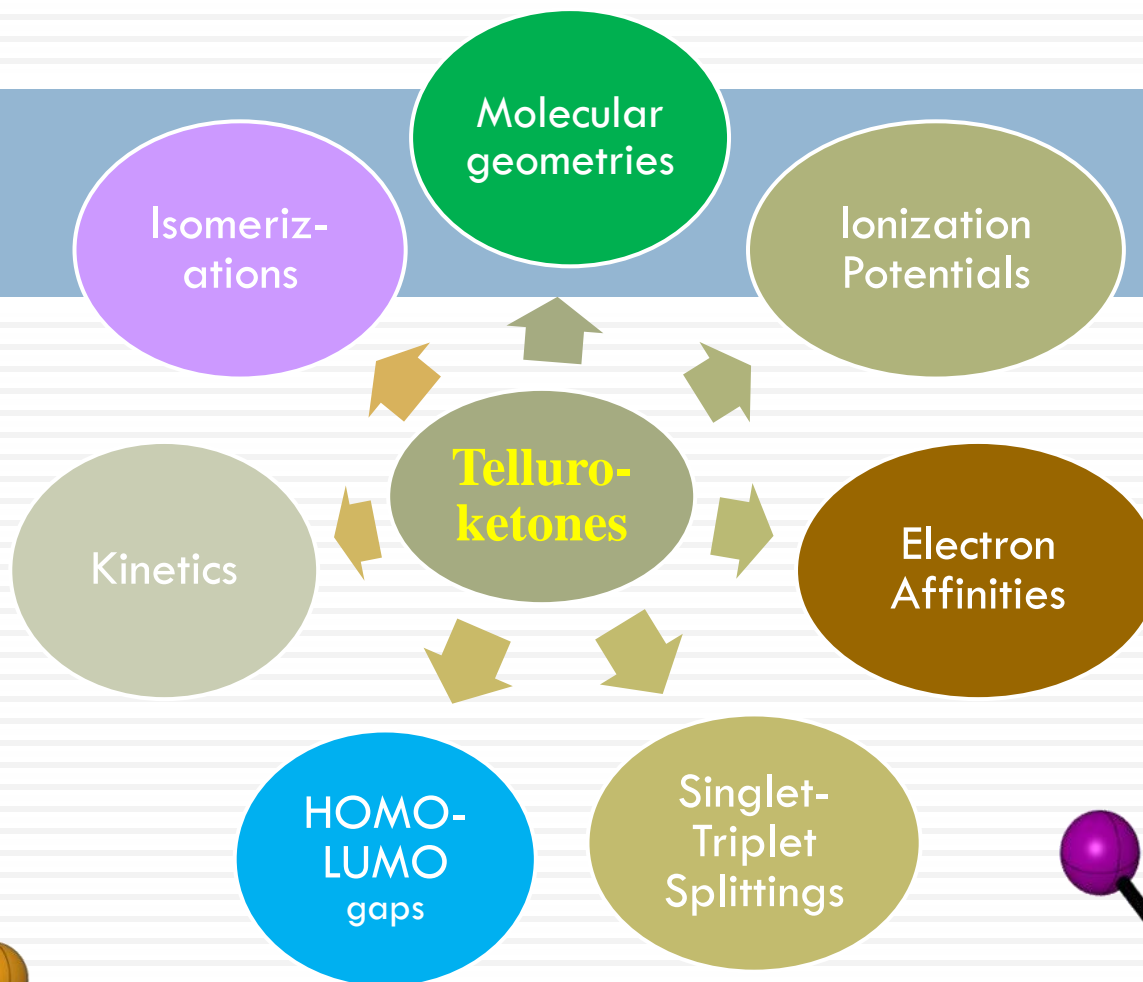 Molecular
geometries
Ionization
Potentials
Electron
Affinities
Singlet-
Triplet
Splittings
HOMO-
LUMO
gaps
Kinetics
Isomeriz-
ations
Telluro-
ketones